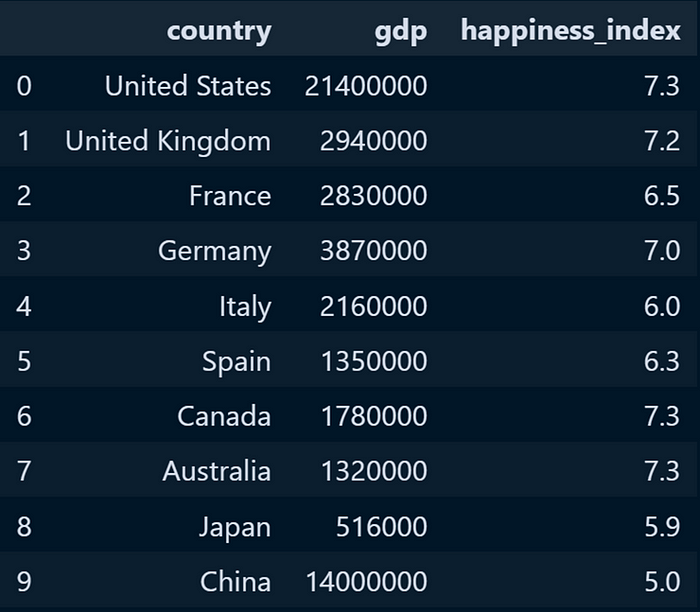 country gdp happiness_index
0 United States 21400000 7.3
1 United Kingdom 2940000 7.2
2 France 2830000 6.5
3 Germany 3870000 7.0
4 Italy 2160000 6.0
5 Spain 1350000 6.3
6 Canada 1780000 7.3
7 Australia 1320000 7.3
8 Japan 516000 5.9
9 China 14000000 5.0